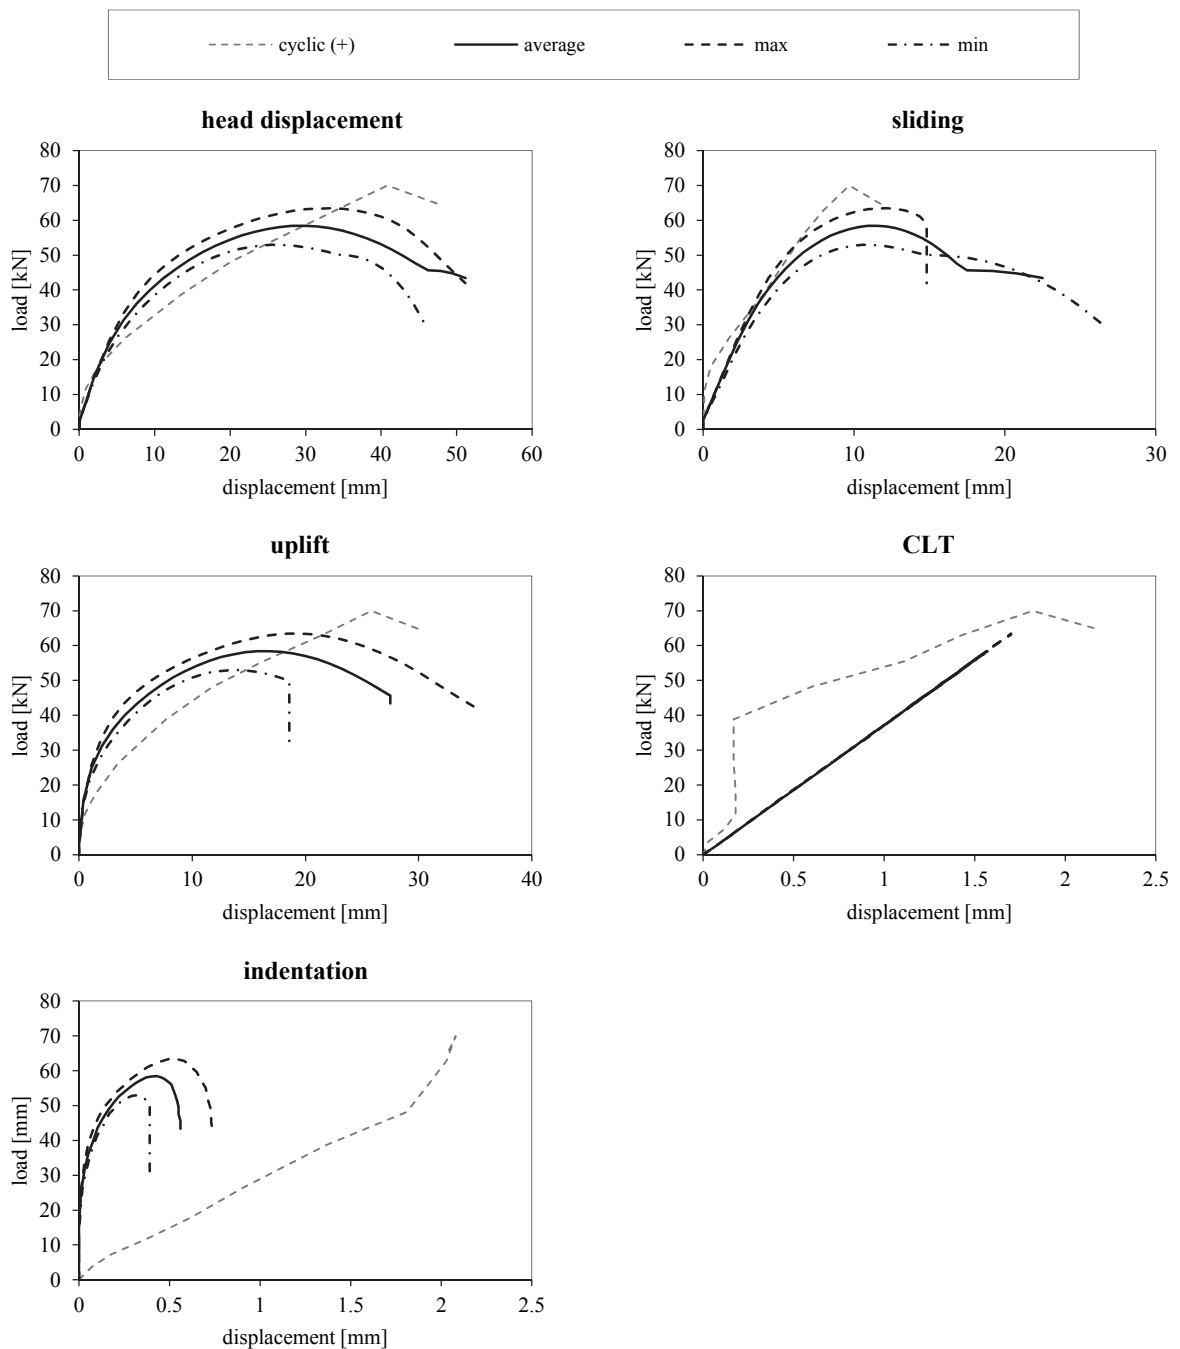 cyclic (+) average max min
head displacement
80
70
60
50
40
30
20
10
0
load [kN]
0 10 20 30 40 50 60
displacement [mm]
sliding
80
70
60
50
40
30
20
10
0
load [kN]
0 10 20 30
displacement [mm]
uplift
80
70
60
50
40
30
20
10
0
load [kN]
0 10 20 30 40
displacement [mm]
CLT
80
70
60
50
40
30
20
10
0
load [kN]
0 0.5 1 1.5 2 2.5
displacement [mm]
indentation
80
70
60
50
40
30
20
10
0
load [mm]
0 0.5 1 1.5 2 2.5
displacement [mm]